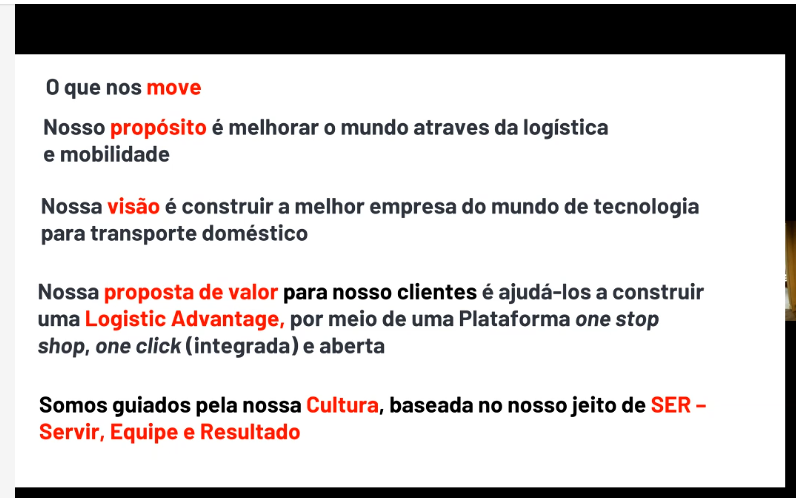 O que nos move
Nosso propósito é melhorar o mundo atraves da logística
e mobilidade
Nossa visão é construir a melhor empresa do mundo de tecnologia
para transporte doméstico
Nossa proposta de valor para nosso clientes é ajudá-los a construir
uma Logistic Advantage, por meio de uma Plataforma one stop
shop, one click (integrada) e aberta
Somos guiados pela nossa Cultura, baseada no nosso jeito de SER –
Servir, Equipe e Resultado